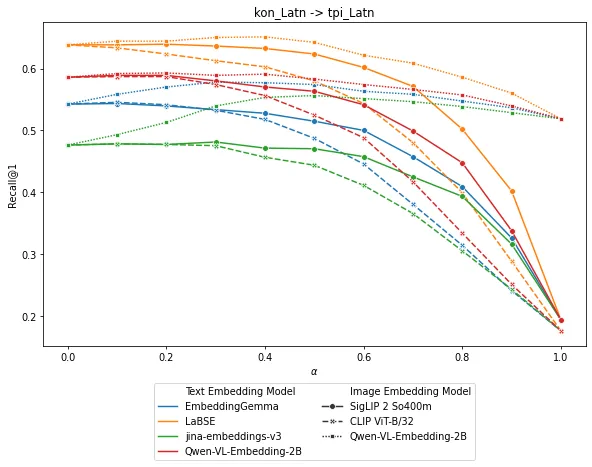 kon_Latn -> tpi_Latn
Recall@1
0.6
0.5
0.4
0.3
0.2
0.0 0.2 0.4 0.6 0.8 1.0
α
Text Embedding Model
EmbeddingGemma
LaBSE
jina-embeddings-v3
Qwen-VL-Embedding-2B
Image Embedding Model
SigLIP 2 So400m
CLIP ViT-B/32
Qwen-VL-Embedding-2B